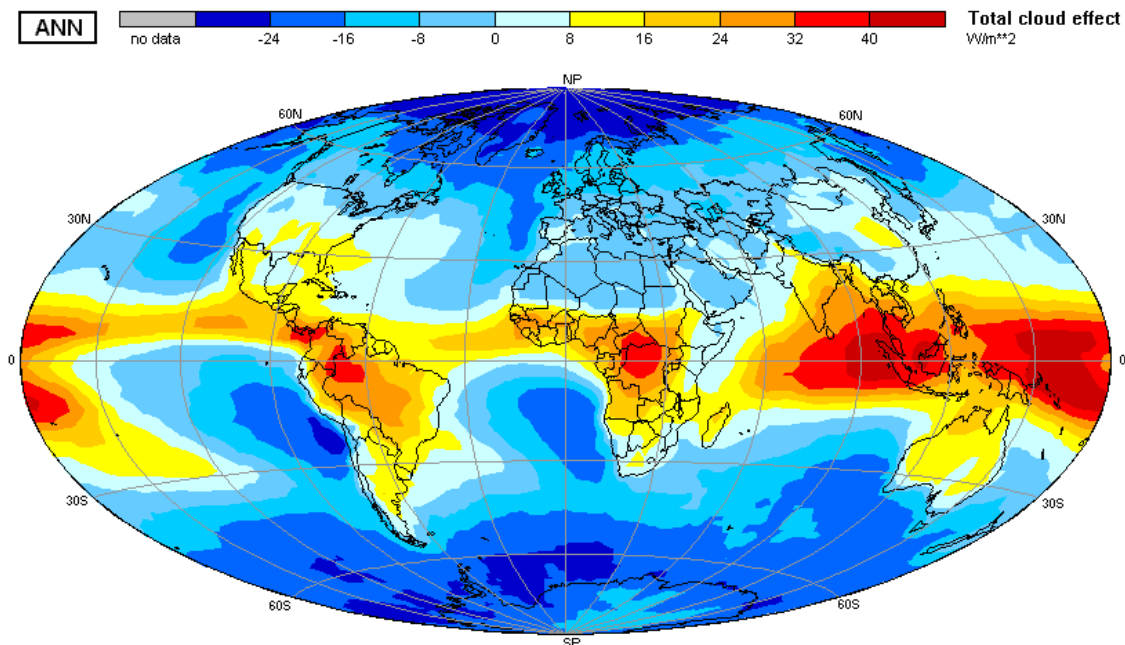 ANN
Total cloud effect
no data -24 -16 -8 0 8 16 24 32 40 W/m**2
NP
60N 60N
30N 30N
0 0
30S 30S
60S 60S
SP